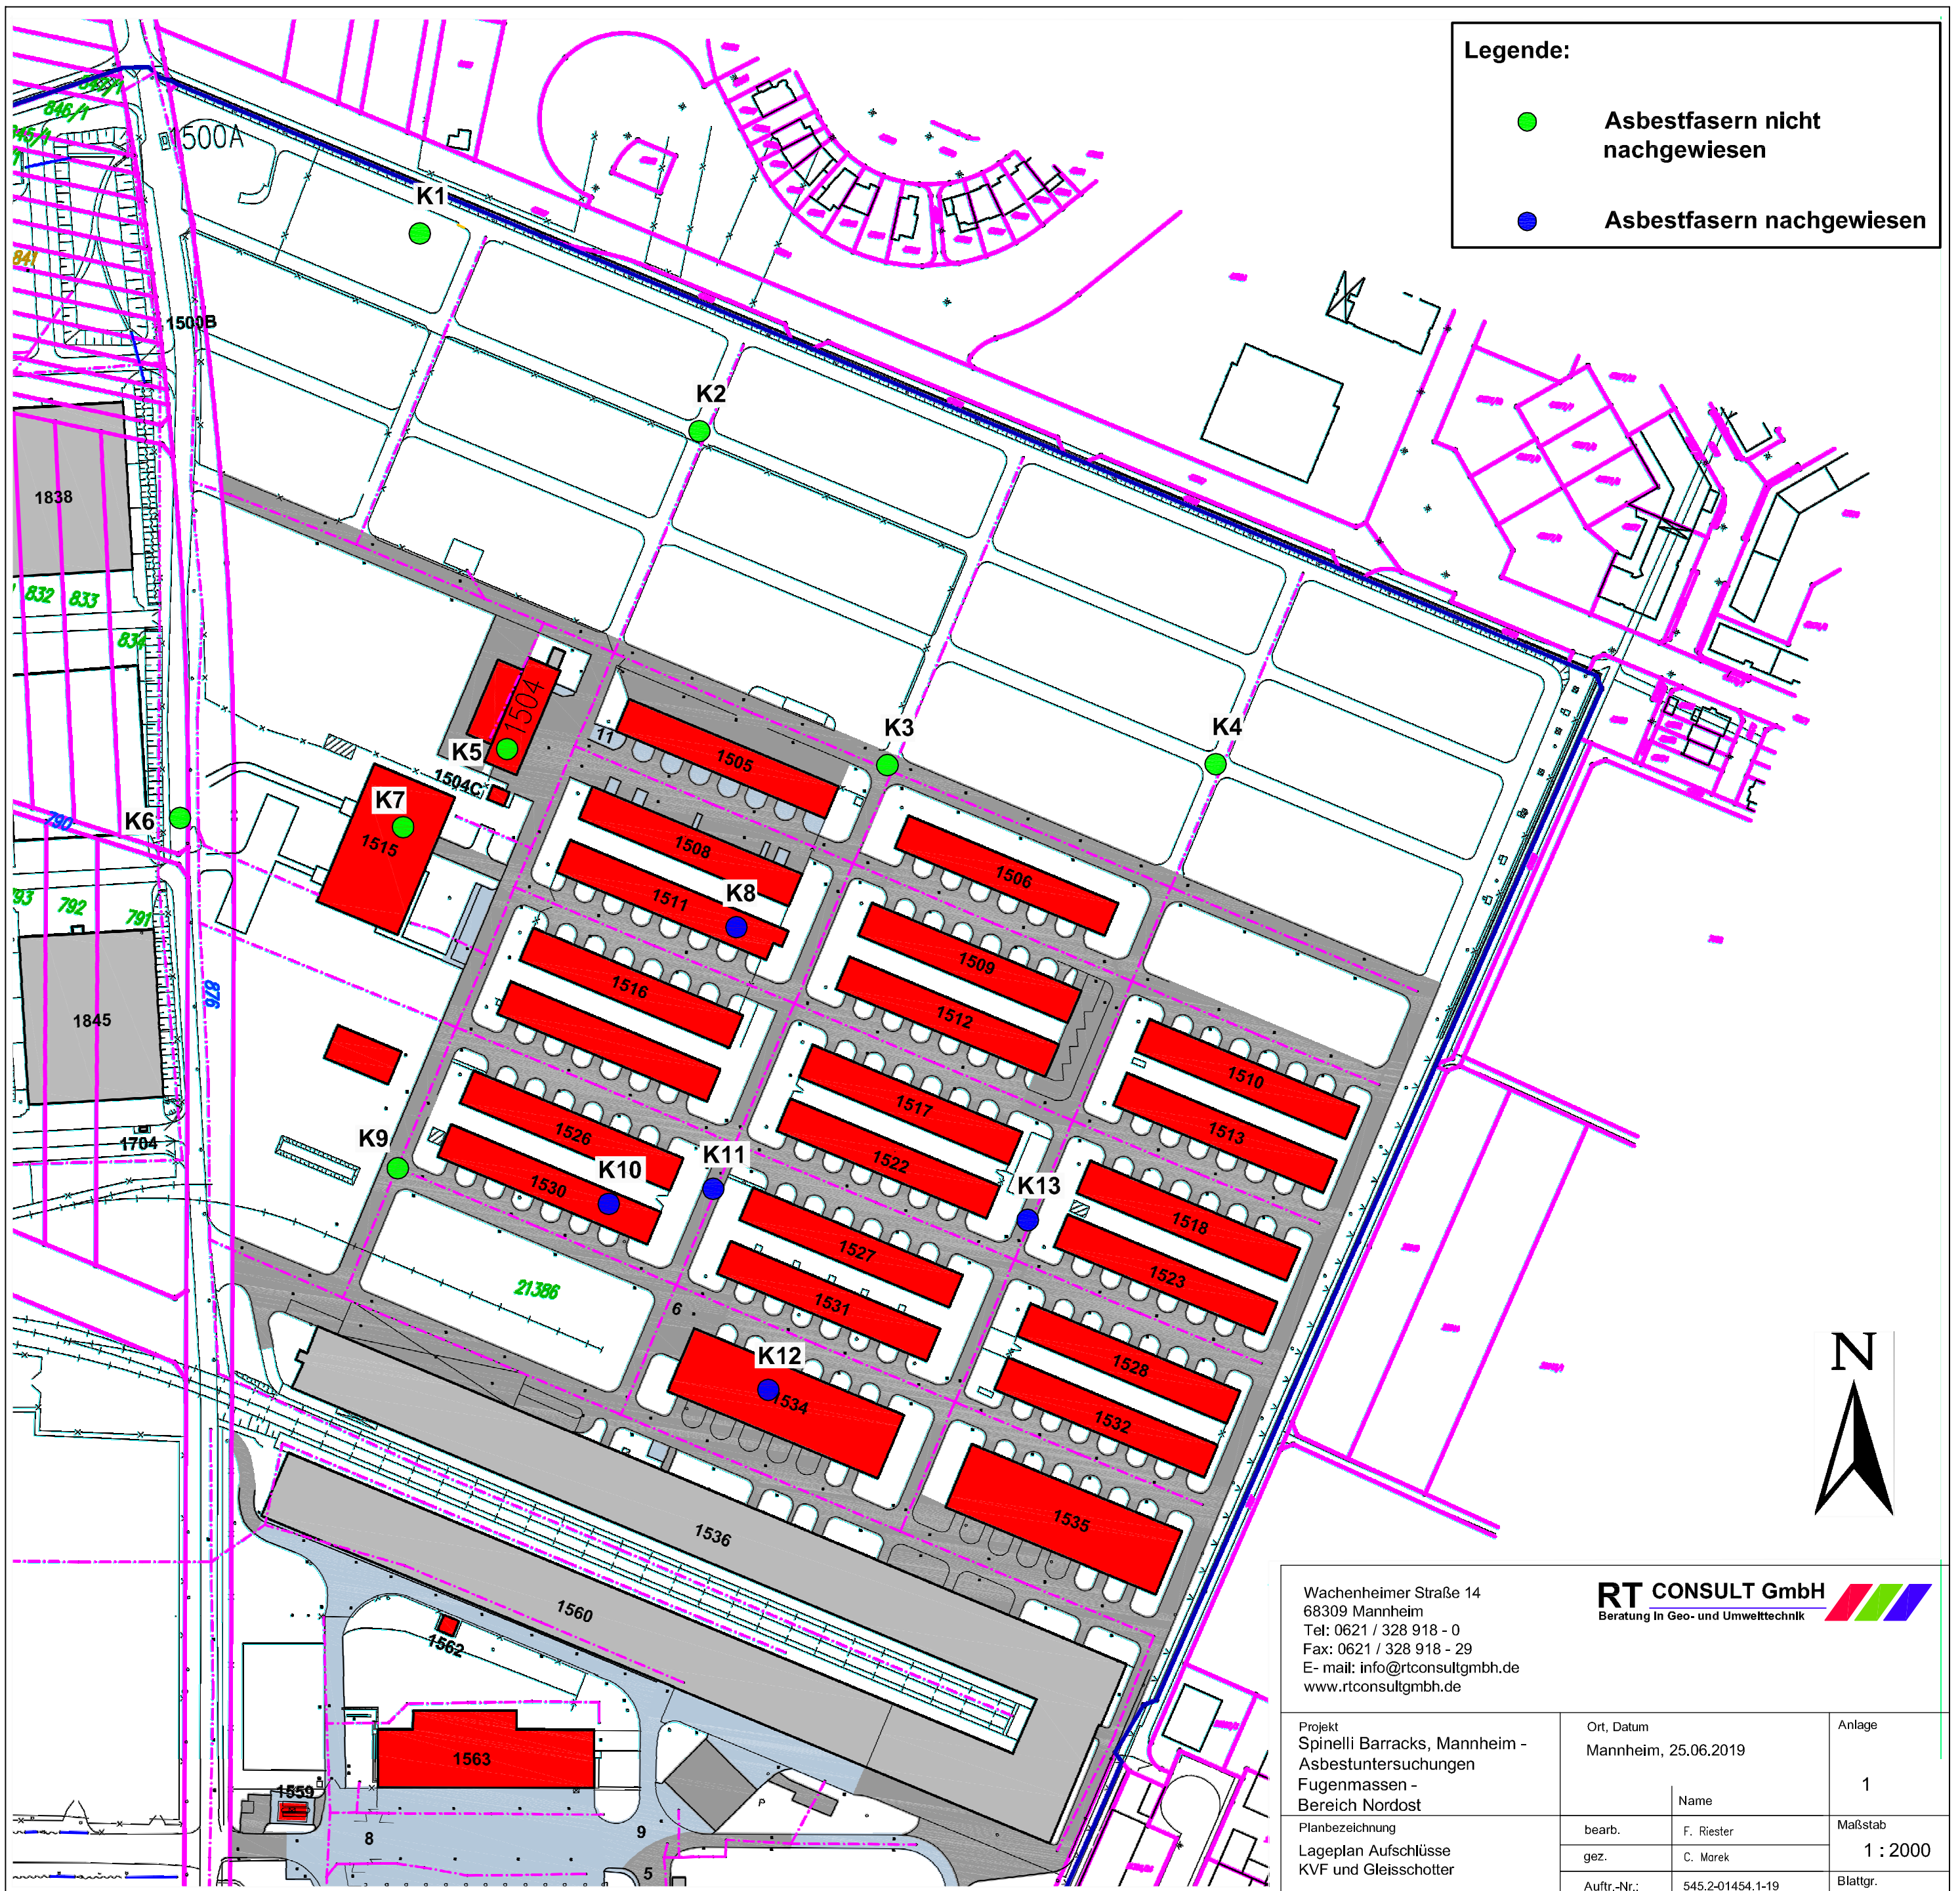 Legende:
Asbestfasern nicht
nachgewiesen
Asbestfasern nachgewiesen
846/1
1500A
K1
841
1500B
K2
1838
832
833
834
K3
K4
1504
K5
11
1505
1504C
K6
790
K7
1515
1508
1506
1511
K8
793
792
791
1509
1516
876
1845
1512
1510
1517
1513
1704
K9
1526
1522
K10
K11
K13
1530
1518
1527
1523
21386
1531
6
K12
1534
1528
1532
N
1535
1536
1560
1562
1563
1559
P
8
9
5
Wachenheimer Straße 14
68309 Mannheim
Tel: 0621 / 328 918 - 0
Fax: 0621 / 328 918 - 29
E- mail: info@rtconsultgmbh.de
www.rtconsultgmbh.de
RT CONSULT GmbH
Beratung in Geo- und Umwelttechnik
Projekt
Spinelli Barracks, Mannheim -
Asbestuntersuchungen
Fugenmassen -
Bereich Nordost
Ort, Datum
Mannheim, 25.06.2019
Anlage
1
Name
Planbezeichnung
Lageplan Aufschlüsse
KVF und Gleisschotter
bearb.
F. Riester
gez.
C. Marek
Auftr.-Nr.:
545.2-01454.1-19
Maßstab
1 : 2000
Blattgr.